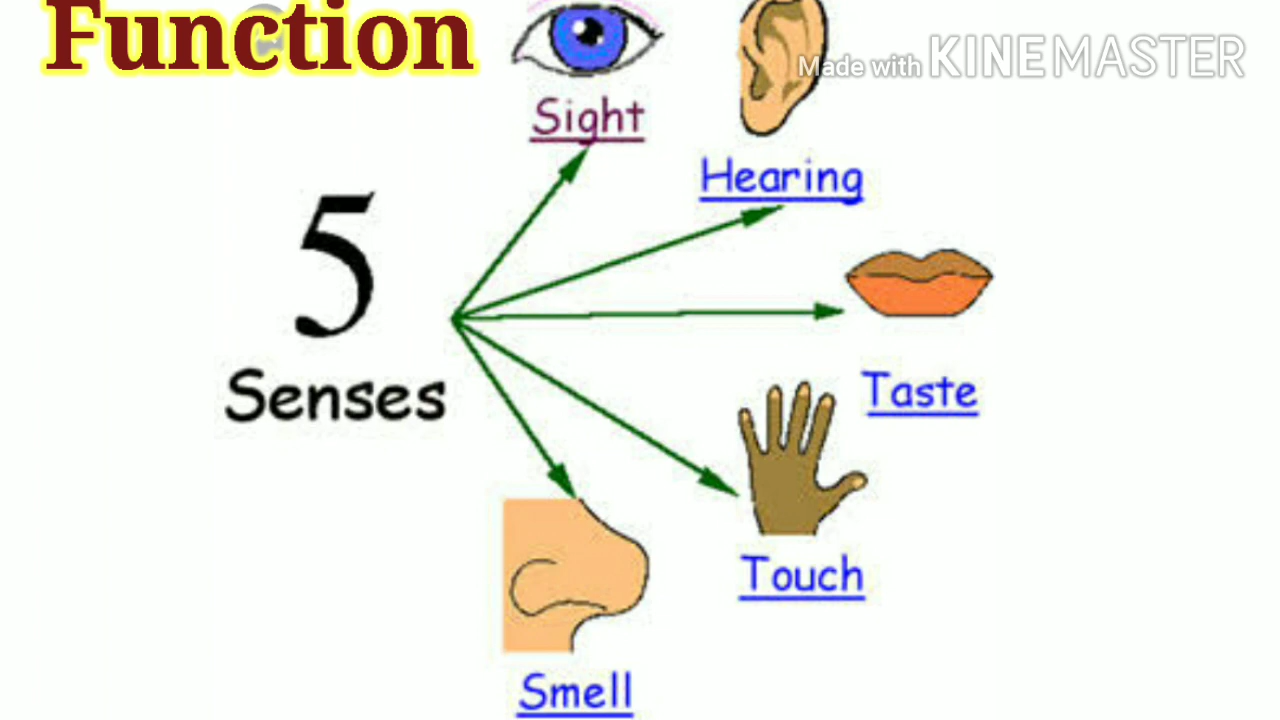 Function
Made with KINEMASTER
Sight
Hearing
5
Senses
Taste
Touch
Smell